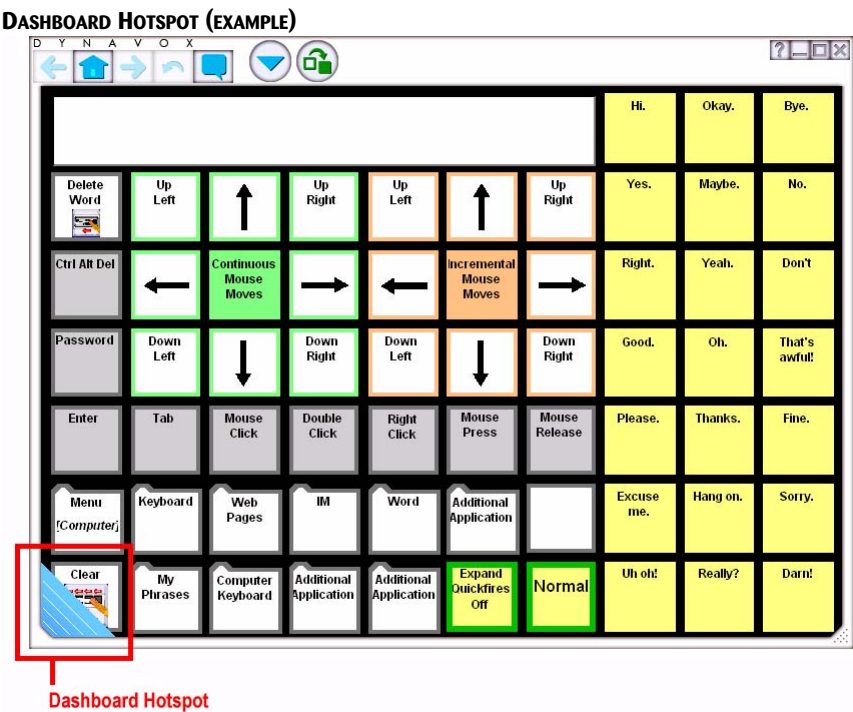 DASHBOARD HOTSPOT (EXAMPLE)
DYNAVOX
Hi. Okay. Bye.
Delete Word Up Left Up Right Up Left Up Right Yes. Maybe. No.
Ctrl Alt Del Continuous Mouse Moves Incremental Mouse Moves Right. Yeah. Don't
Password Down Left Down Right Down Left Down Right Good. Oh. That's awful!
Enter Tab Mouse Click Double Click Right Click Mouse Press Mouse Release Please. Thanks. Fine.
Menu [Computer] Keyboard Web Pages IM Word Additional Application Excuse me. Hang on. Sorry.
Clear My Phrases Computer Keyboard Additional Application Additional Application Expand Quickfires Off Normal Uh oh! Really? Darn!
Dashboard Hotspot